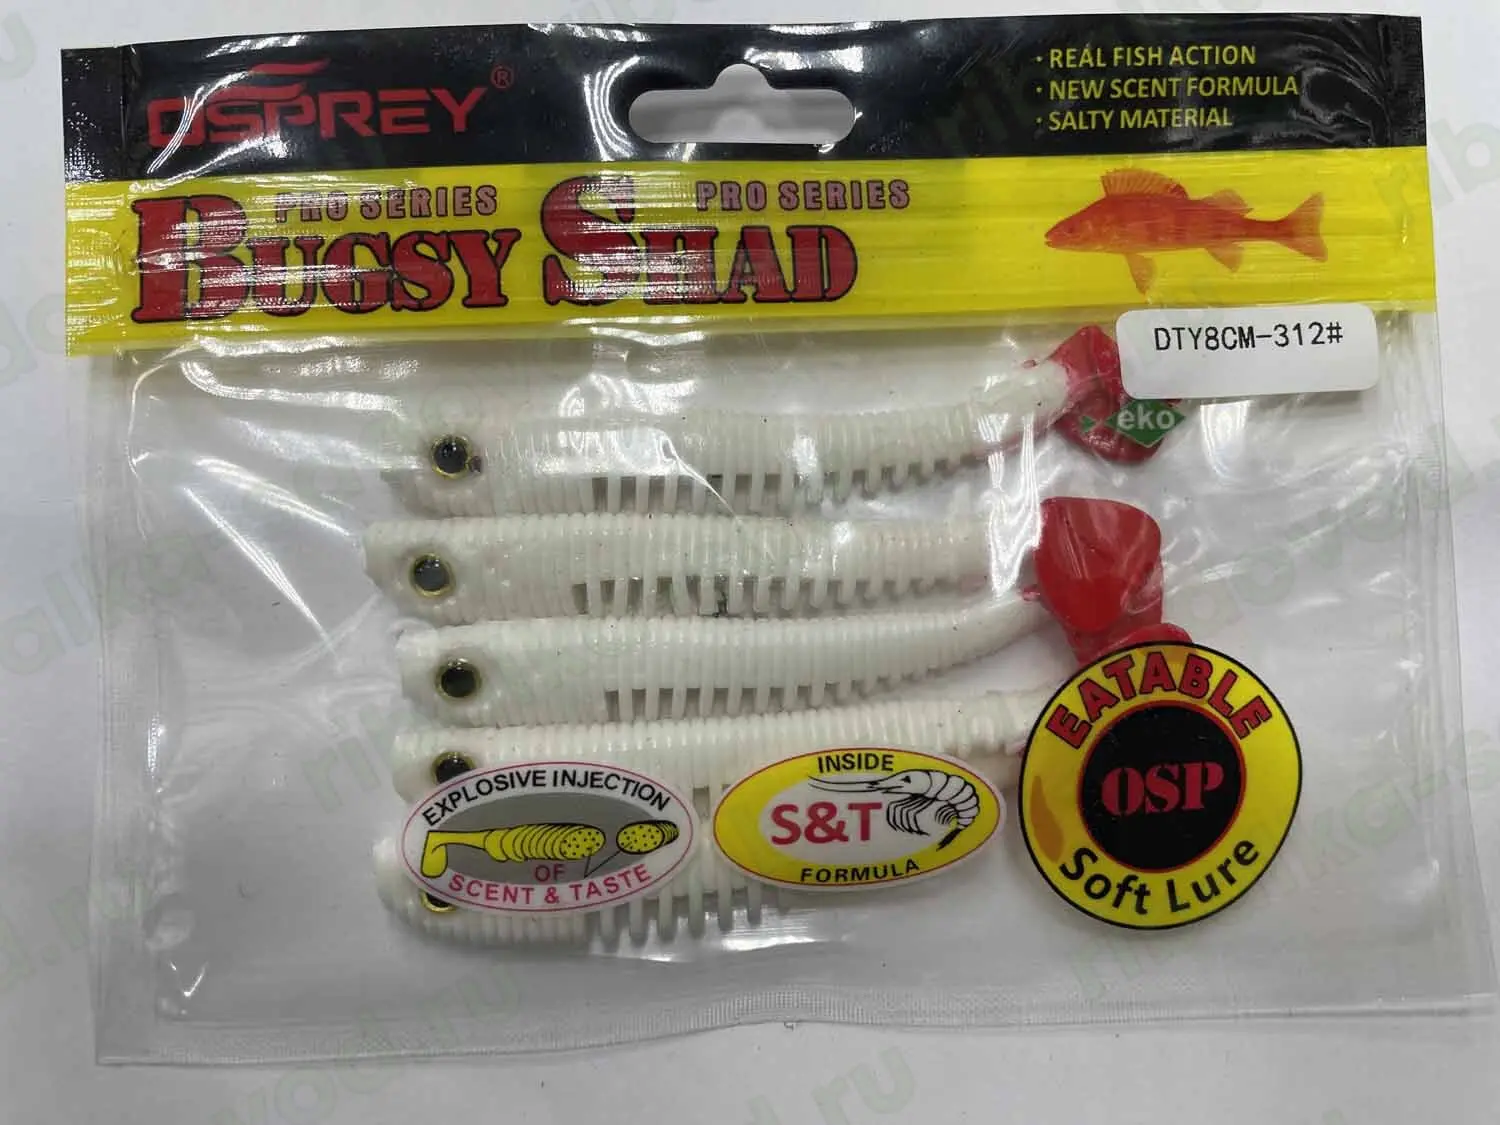 OSPREY®
· REAL FISH ACTION
· NEW SCENT FORMULA
· SALTY MATERIAL
PRO SERIES PRO SERIES
BUGSY SHAD
DTY8CM-312#
eko
EATABLE
OSP
Soft Lure
EXPLOSIVE INJECTION
OF
SCENT & TASTE
INSIDE
S&T
FORMULA